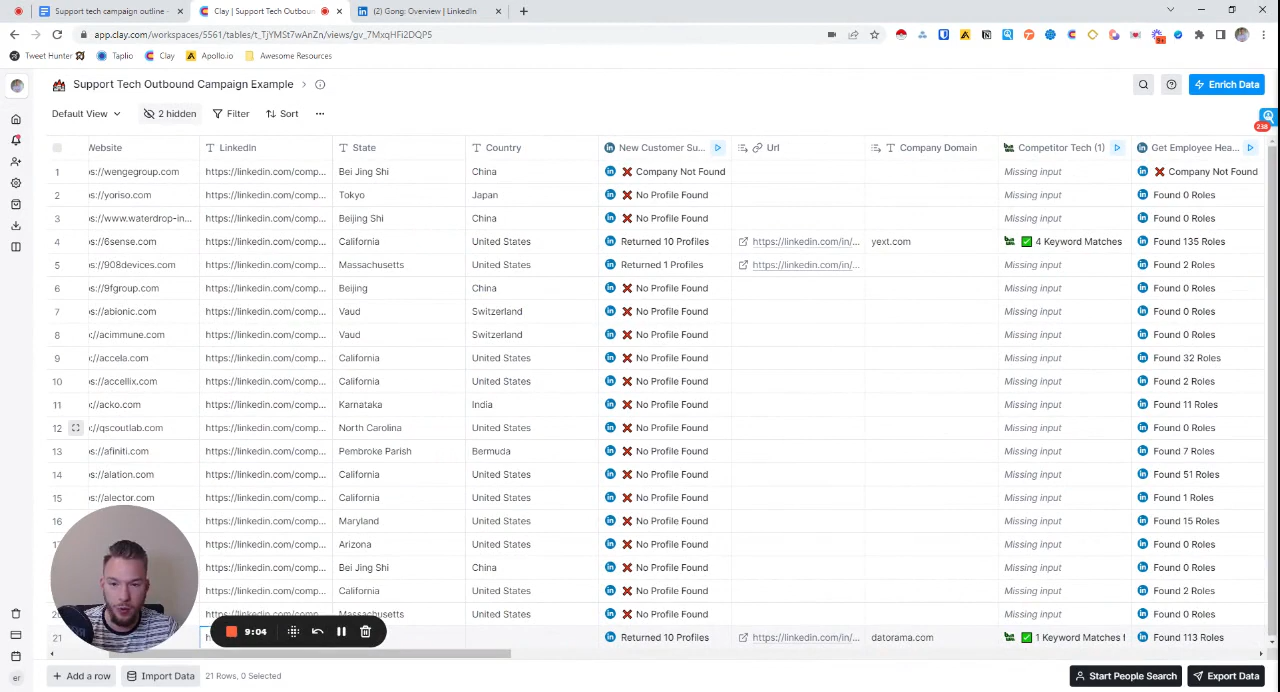 Support tech campaign outline -
Clay | Support Tech Outboun
(2) Gong: Overview | LinkedIn
app.clay.com/workspaces/5561/tables/t_TjYMSt7wAnZn/views/gv_7MxqHFi2DQP5
Tweet Hunter
Taplio
Clay
Apollo.io
Awesome Resources
Support Tech Outbound Campaign Example
Enrich Data
Default View
2 hidden
Filter
Sort
238
Website LinkedIn State Country New Customer Su... Url Company Domain Competitor Tech (1) Get Employee Hea...
1 s://wengegroup.com https://linkedin.com/comp... Bei Jing Shi China Company Not Found Missing input Company Not Found
2 s://yoriso.com https://linkedin.com/comp... Tokyo Japan No Profile Found Missing input Found 0 Roles
3 s://www.waterdrop-in... https://linkedin.com/comp... Beijing Shi China No Profile Found Missing input Found 0 Roles
4 s://6sense.com https://linkedin.com/comp... California United States Returned 10 Profiles https://linkedin.com/in/... yext.com 4 Keyword Matches Found 135 Roles
5 s://908devices.com https://linkedin.com/comp... Massachusetts United States Returned 1 Profiles https://linkedin.com/in/... Missing input Found 2 Roles
6 s://9fgroup.com https://linkedin.com/comp... Beijing China No Profile Found Missing input Found 0 Roles
7 s://abionic.com https://linkedin.com/comp... Vaud Switzerland No Profile Found Missing input Found 0 Roles
8 s://acimmune.com https://linkedin.com/comp... Vaud Switzerland No Profile Found Missing input Found 0 Roles
9 s://accela.com https://linkedin.com/comp... California United States No Profile Found Missing input Found 32 Roles
10 s://accellix.com https://linkedin.com/comp... California United States No Profile Found Missing input Found 2 Roles
11 s://acko.com https://linkedin.com/comp... Karnataka India No Profile Found Missing input Found 11 Roles
12 s://qscoutlab.com https://linkedin.com/comp... North Carolina United States No Profile Found Missing input Found 0 Roles
13 s://afiniti.com https://linkedin.com/comp... Pembroke Parish Bermuda No Profile Found Missing input Found 7 Roles
14 s://alation.com https://linkedin.com/comp... California United States No Profile Found Missing input Found 51 Roles
15 s://alector.com https://linkedin.com/comp... California United States No Profile Found Missing input Found 1 Roles
16 https://linkedin.com/comp... Maryland United States No Profile Found Missing input Found 15 Roles
https://linkedin.com/comp... Arizona United States No Profile Found Missing input Found 0 Roles
https://linkedin.com/comp... Bei Jing Shi China No Profile Found Missing input Found 0 Roles
https://linkedin.com/comp... California United States No Profile Found Missing input Found 2 Roles
https://linkedin.com/comp... Massachusetts United States No Profile Found Missing input Found 0 Roles
21 Returned 10 Profiles https://linkedin.com/in/... datorama.com 1 Keyword Matches f Found 113 Roles
9:04
er
Add a row
Import Data
21 Rows, 0 Selected
Start People Search
Export Data